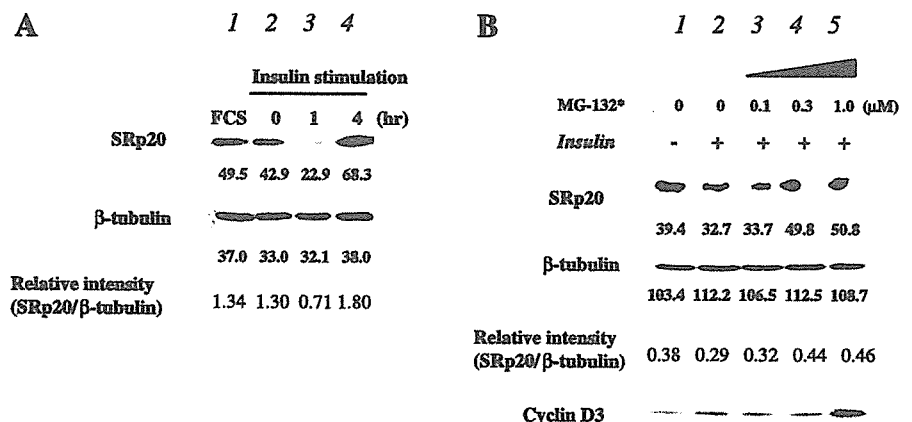 A
1 2 3 4
Insulin stimulation
FCS 0 1 4 (hr)
SRp20
49.5 42.9 22.9 68.3
β-tubulin
37.0 33.0 32.1 38.0
Relative intensity
(SRp20/β-tubulin) 1.34 1.30 0.71 1.80
B
1 2 3 4 5
MG-132* 0 0 0.1 0.3 1.0 (μM)
Insulin - + + + +
SRp20
39.4 32.7 33.7 49.8 50.8
β-tubulin
103.4 112.2 106.5 112.5 108.7
Relative intensity
(SRp20/β-tubulin) 0.38 0.29 0.32 0.44 0.46
Cyclin D3